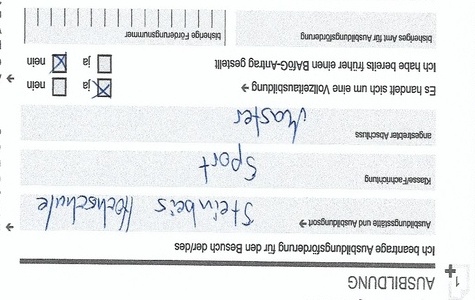 1 AUSBILDUNG
Ich beantrage Ausbildungsförderung für den Besuch der/des
Ausbildungsstätte und Ausbildungsort → Steinbeis Hochschule
Klasse/Fachrichtung Sport
angestrebter Abschluss Master
Es handelt sich um eine Vollzeitausbildung → ja nein
Ich habe bereits früher einen BAföG-Antrag gestellt ja nein
bisheriges Amt für Ausbildungsförderung bisherige Förderungsnummer